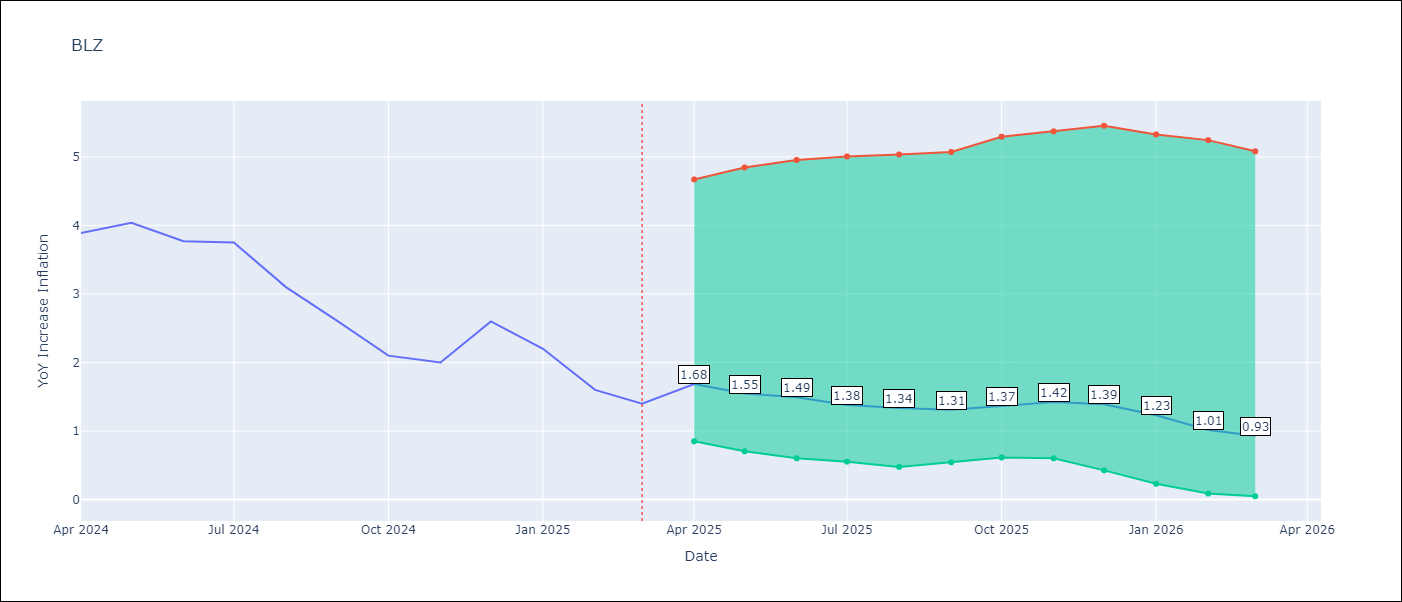 BLZ
YoY Increase Inflation
5
4
3
2
1
0
1.68
1.55
1.49
1.38
1.34
1.31
1.37
1.42
1.39
1.23
1.01
0.93
Apr 2024
Jul 2024
Oct 2024
Jan 2025
Apr 2025
Jul 2025
Oct 2025
Jan 2026
Apr 2026
Date